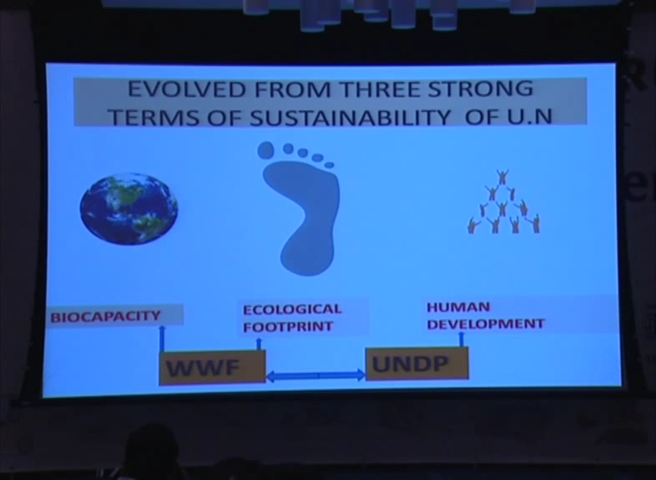 EVOLVED FROM THREE STRONG
TERMS OF SUSTAINABILITY OF U.N
BIOCAPACITY
ECOLOGICAL
FOOTPRINT
HUMAN
DEVELOPMENT
WWF
UNDP